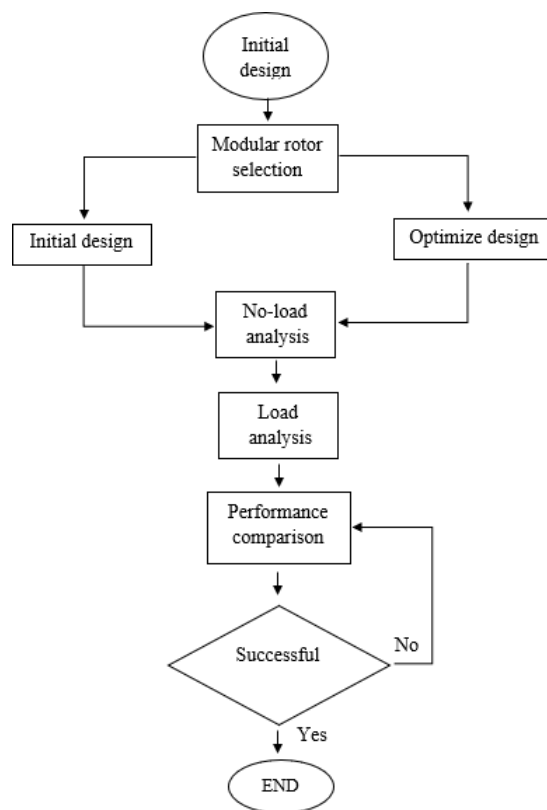 Initial
design
Modular rotor
selection
Initial design
Optimize design
No-load
analysis
Load
analysis
Performance
comparison
Successful
No
Yes
END